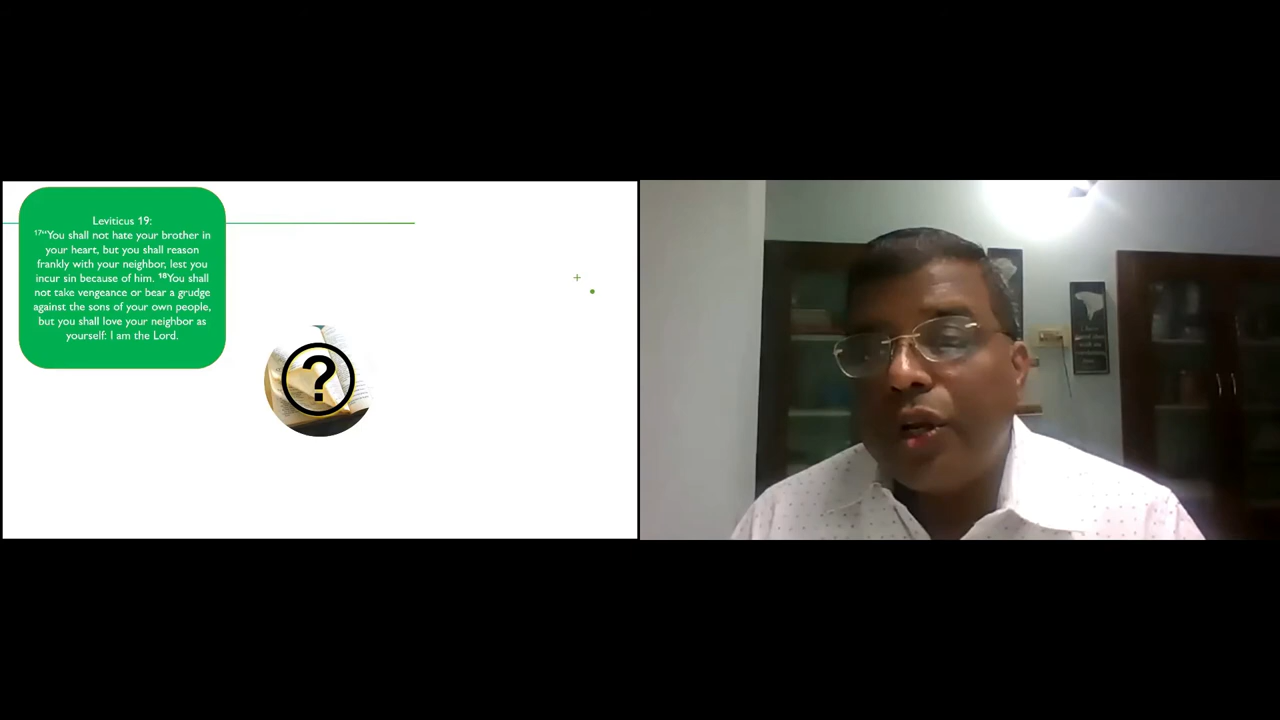 Leviticus 19:
17“You shall not hate your brother in
your heart, but you shall reason
frankly with your neighbor, lest you
incur sin because of him. 18You shall
not take vengeance or bear a grudge
against the sons of your own people,
but you shall love your neighbor as
yourself: I am the Lord.
?